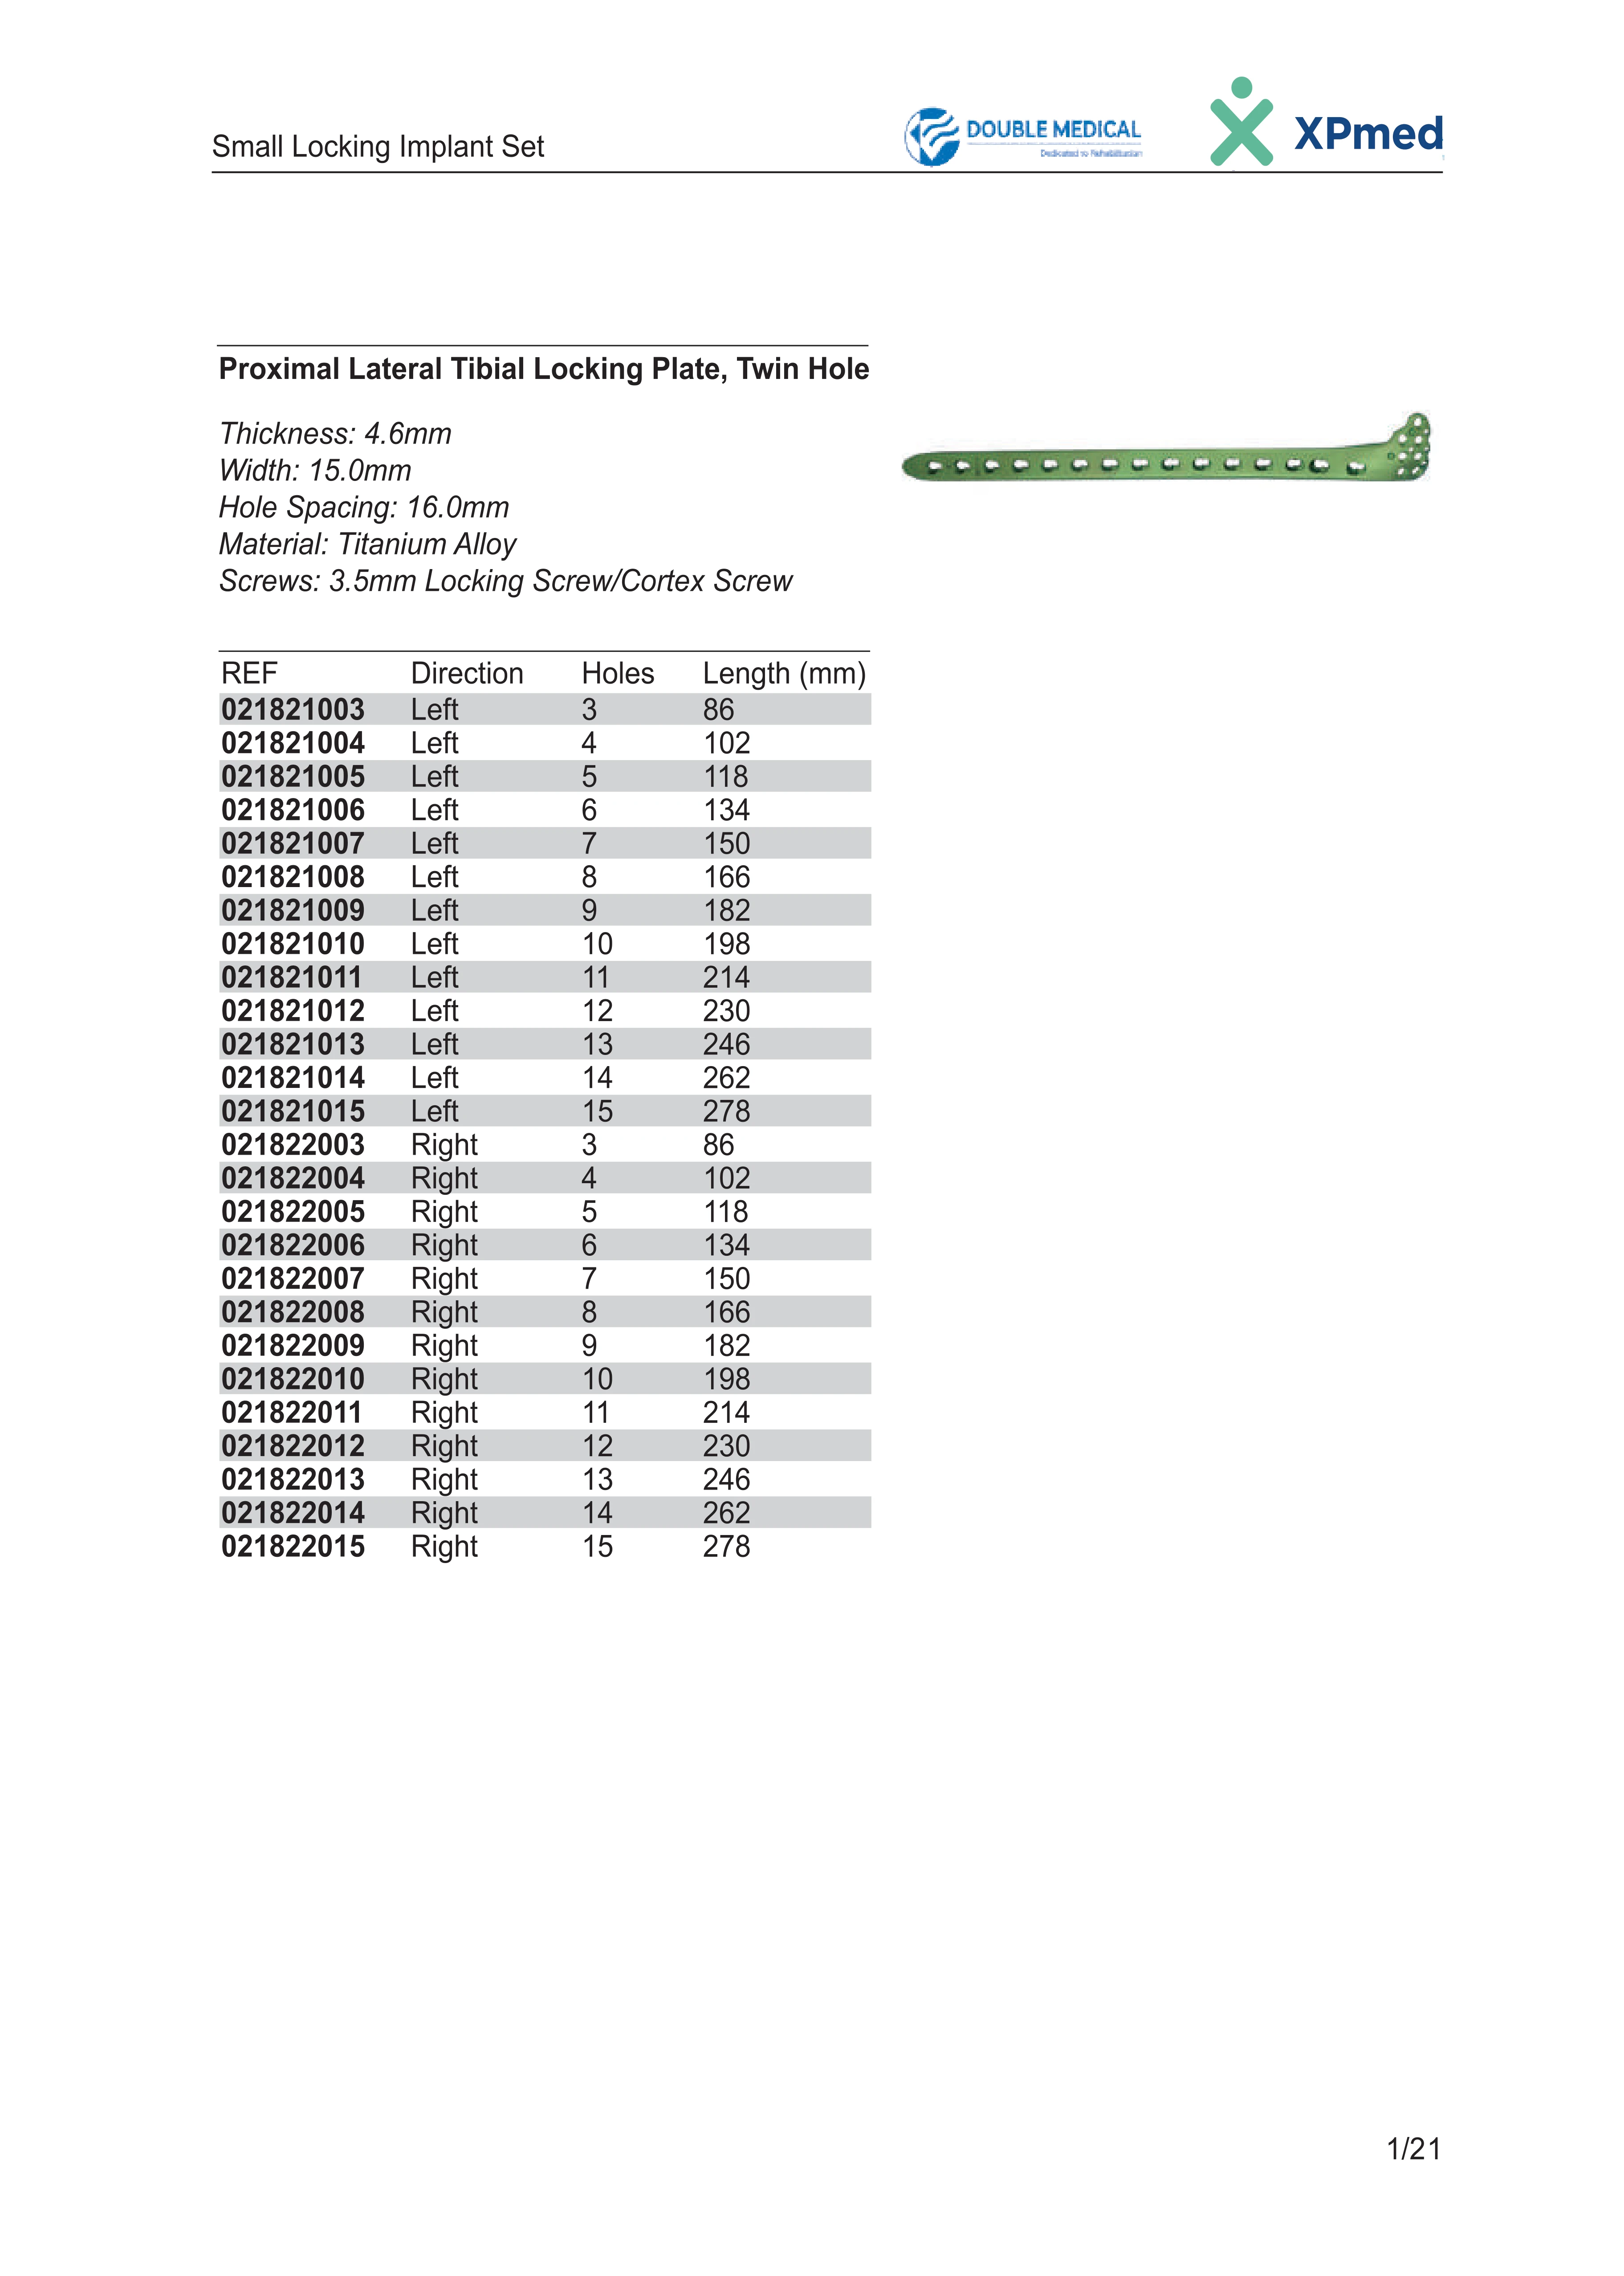 Small Locking Implant Set
DOUBLE MEDICAL
Dedicated to Rehabilitation
XPmed
Proximal Lateral Tibial Locking Plate, Twin Hole
Thickness: 4.6mm
Width: 15.0mm
Hole Spacing: 16.0mm
Material: Titanium Alloy
Screws: 3.5mm Locking Screw/Cortex Screw
REF Direction Holes Length (mm)
021821003 Left 3 86
021821004 Left 4 102
021821005 Left 5 118
021821006 Left 6 134
021821007 Left 7 150
021821008 Left 8 166
021821009 Left 9 182
021821010 Left 10 198
021821011 Left 11 214
021821012 Left 12 230
021821013 Left 13 246
021821014 Left 14 262
021821015 Left 15 278
021822003 Right 3 86
021822004 Right 4 102
021822005 Right 5 118
021822006 Right 6 134
021822007 Right 7 150
021822008 Right 8 166
021822009 Right 9 182
021822010 Right 10 198
021822011 Right 11 214
021822012 Right 12 230
021822013 Right 13 246
021822014 Right 14 262
021822015 Right 15 278
1/21